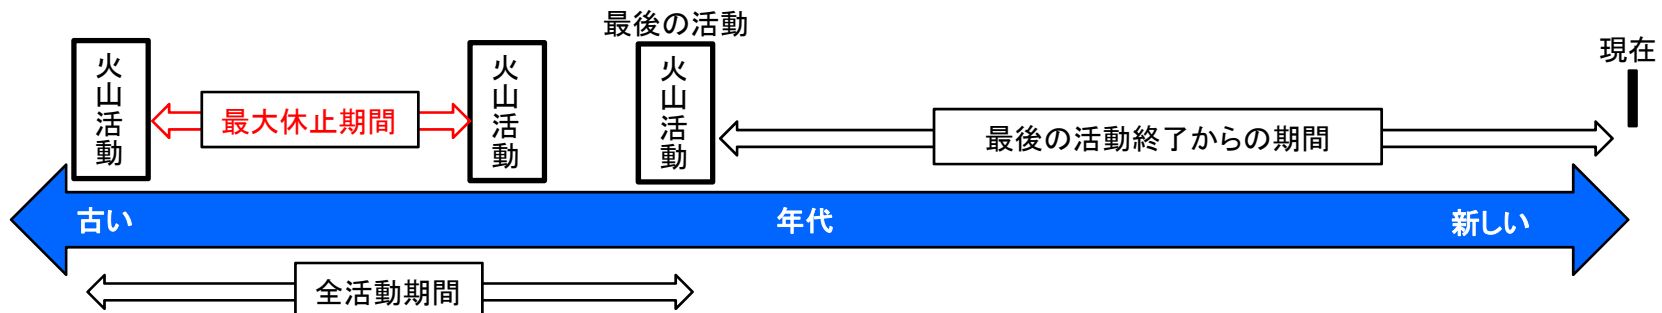 最後の活動
現在
火山活動
最大休止期間
火山活動
火山活動
最後の活動終了からの期間
古い
年代
新しい
全活動期間